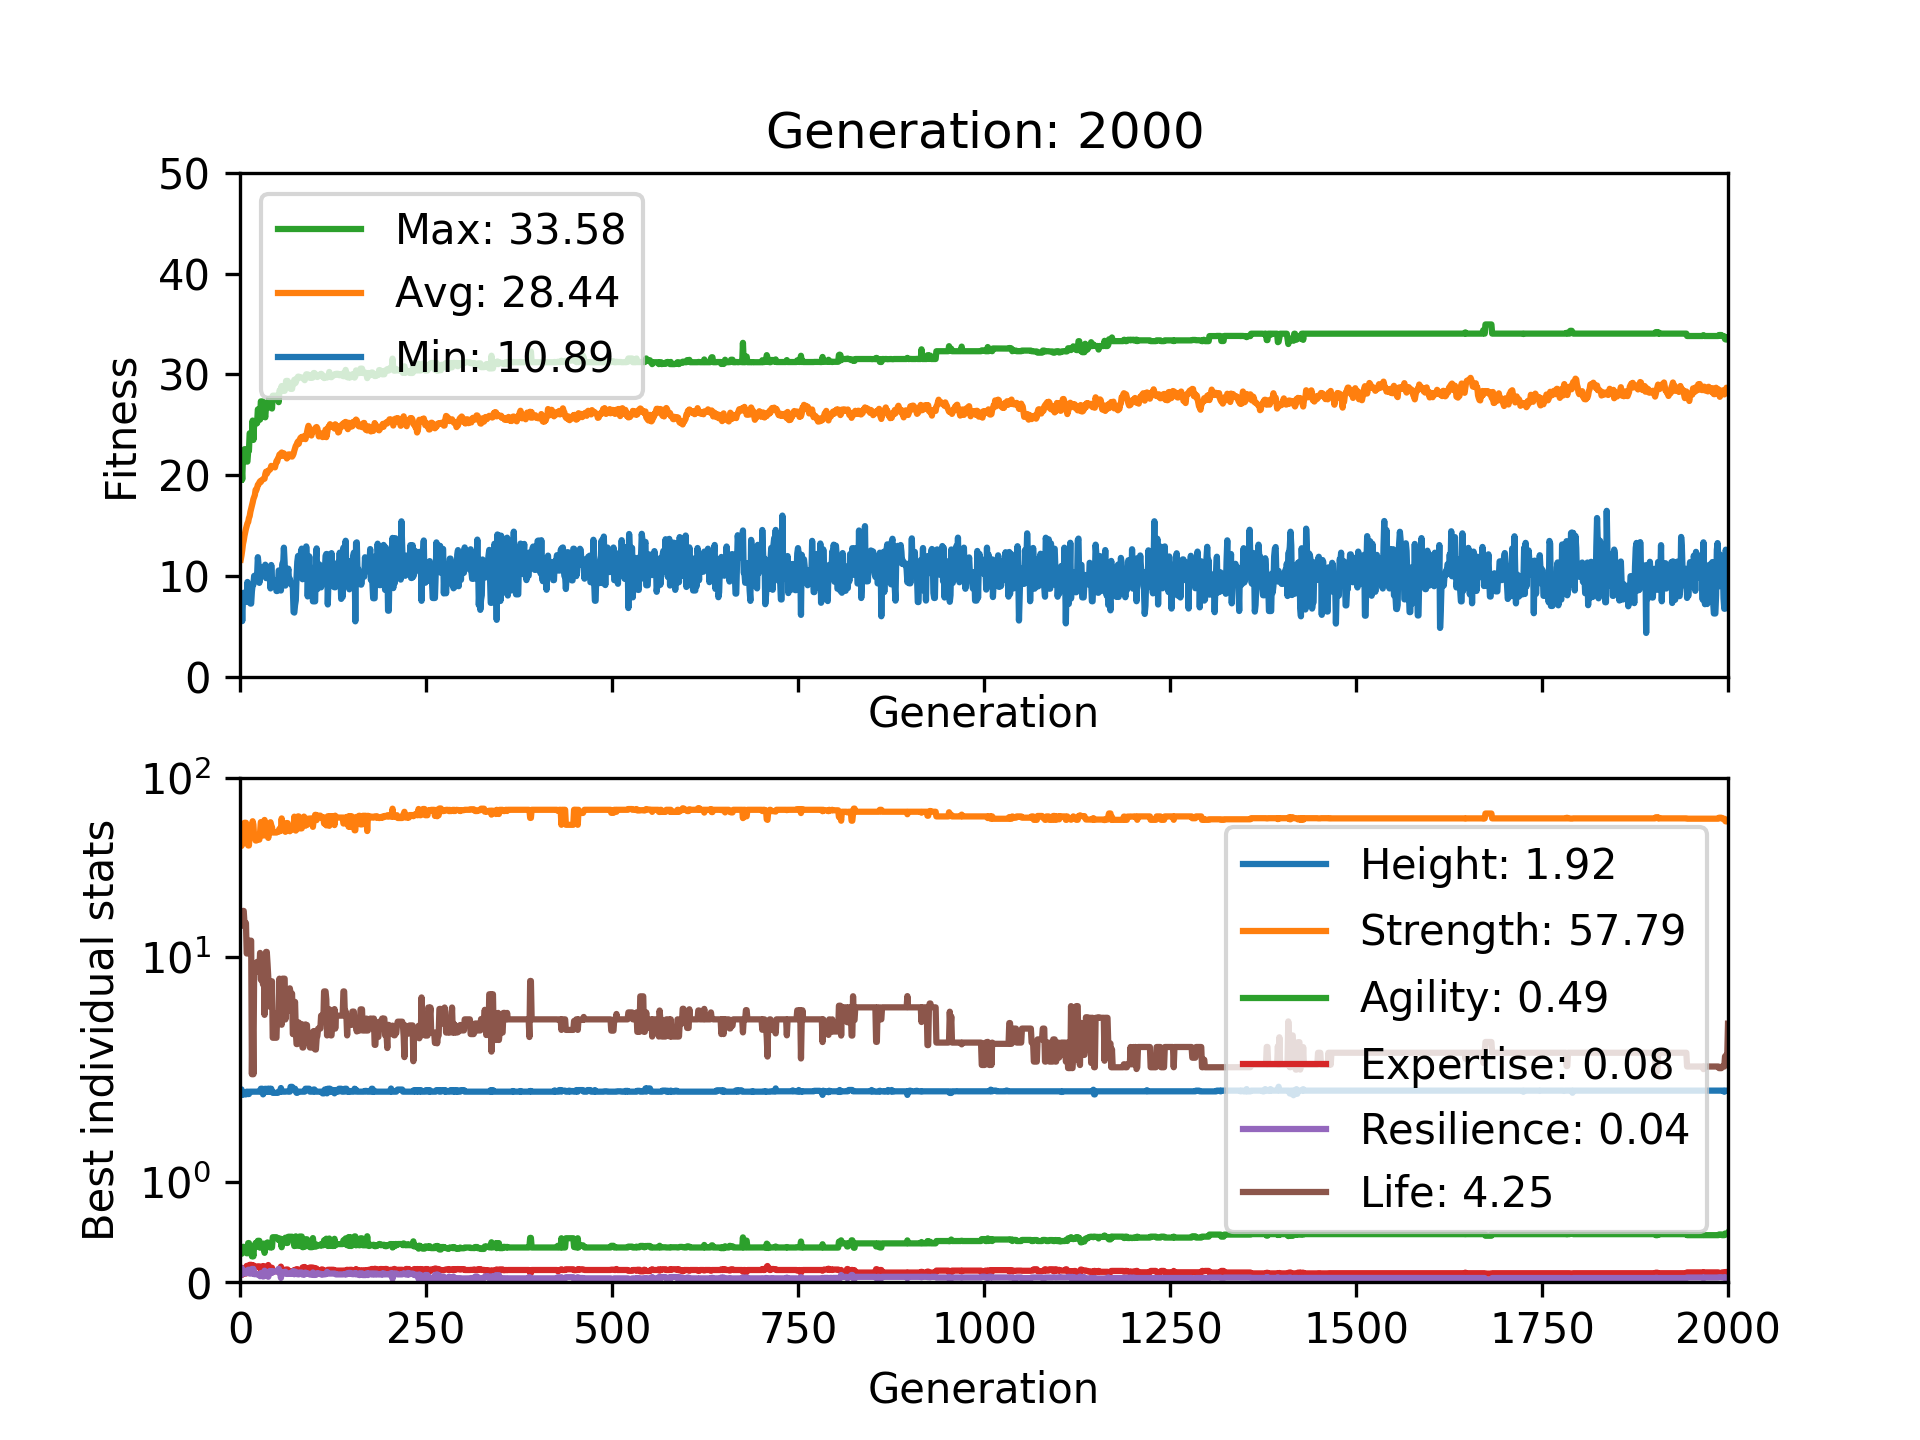 Generation: 2000
50
40
30
20
10
0
Fitness
Max: 33.58
Avg: 28.44
Min: 10.89
Generation
10²
10¹
10⁰
0
Best individual stats
Height: 1.92
Strength: 57.79
Agility: 0.49
Expertise: 0.08
Resilience: 0.04
Life: 4.25
0 250 500 750 1000 1250 1500 1750 2000
Generation